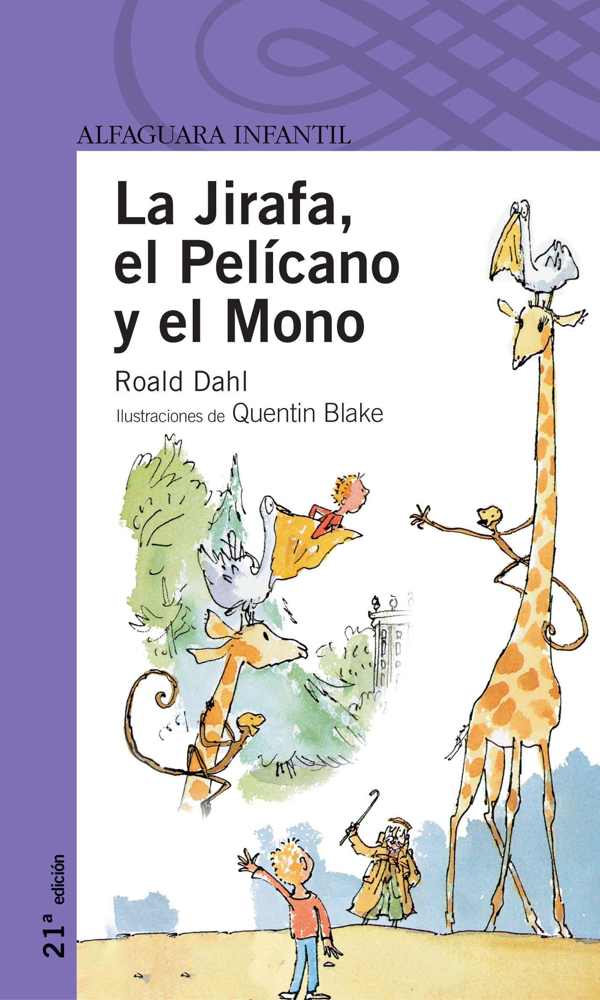 ALFAGUARA INFANTIL
La Jirafa,
el Pelícano
y el Mono
Roald Dahl
Ilustraciones de Quentin Blake
21ª edición